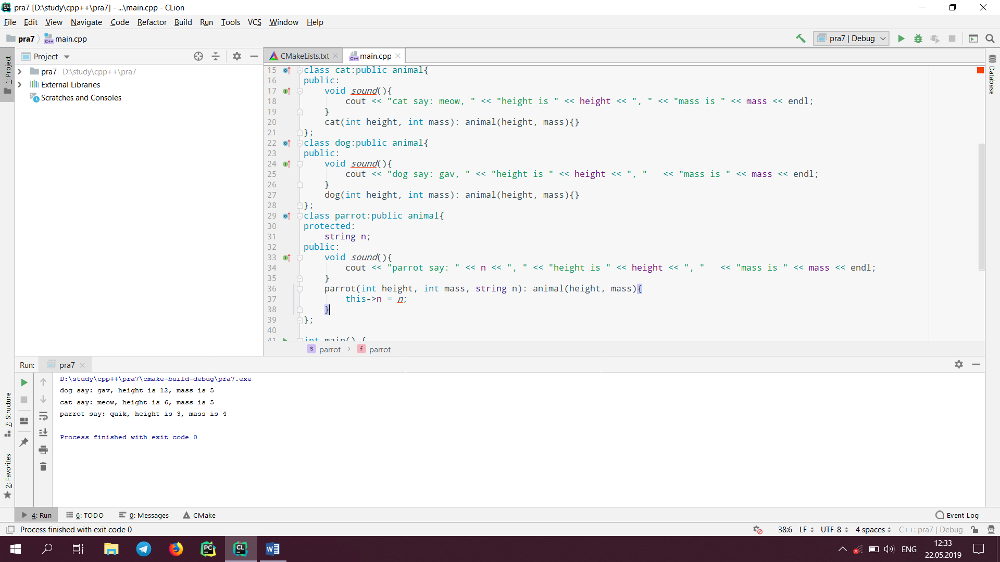 pra7 [D:\study\cpp++\pra7] - ...\main.cpp - CLion
File Edit View Navigate Code Refactor Build Run Tools VCS Window Help
pra7 main.cpp pra7 | Debug
Project
CMakeLists.txt main.cpp
1: Project
pra7 D:\study\cpp++\pra7
External Libraries
Scratches and Consoles
Database
15 class cat:public animal{
16 public:
17     void sound(){
18         cout << "cat say: meow, " << "height is " << height << ", " << "mass is " << mass << endl;
19     }
20     cat(int height, int mass): animal(height, mass){}
21 };
22 class dog:public animal{
23 public:
24     void sound(){
25         cout << "dog say: gav, " << "height is " << height << ", "   << "mass is " << mass << endl;
26     }
27     dog(int height, int mass): animal(height, mass){}
28 };
29 class parrot:public animal{
30 protected:
31     string n;
32 public:
33     void sound(){
34         cout << "parrot say: " << n << ", " << "height is " << height << ", "   << "mass is " << mass << endl;
35     }
36     parrot(int height, int mass, string n): animal(height, mass){
37         this->n = n;
38     }
39 };
40
41 int main() {
s parrot › f parrot
Run: pra7
D:\study\cpp++\pra7\cmake-build-debug\pra7.exe
dog say: gav, height is 12, mass is 5
cat say: meow, height is 6, mass is 5
parrot say: quik, height is 3, mass is 4
Process finished with exit code 0
7: Structure
2: Favorites
4: Run 6: TODO 0: Messages CMake Event Log
Process finished with exit code 0 38:6 LF UTF-8 4 spaces C++: pra7 | Debug
PC CL W ENG 12:33
22.05.2019